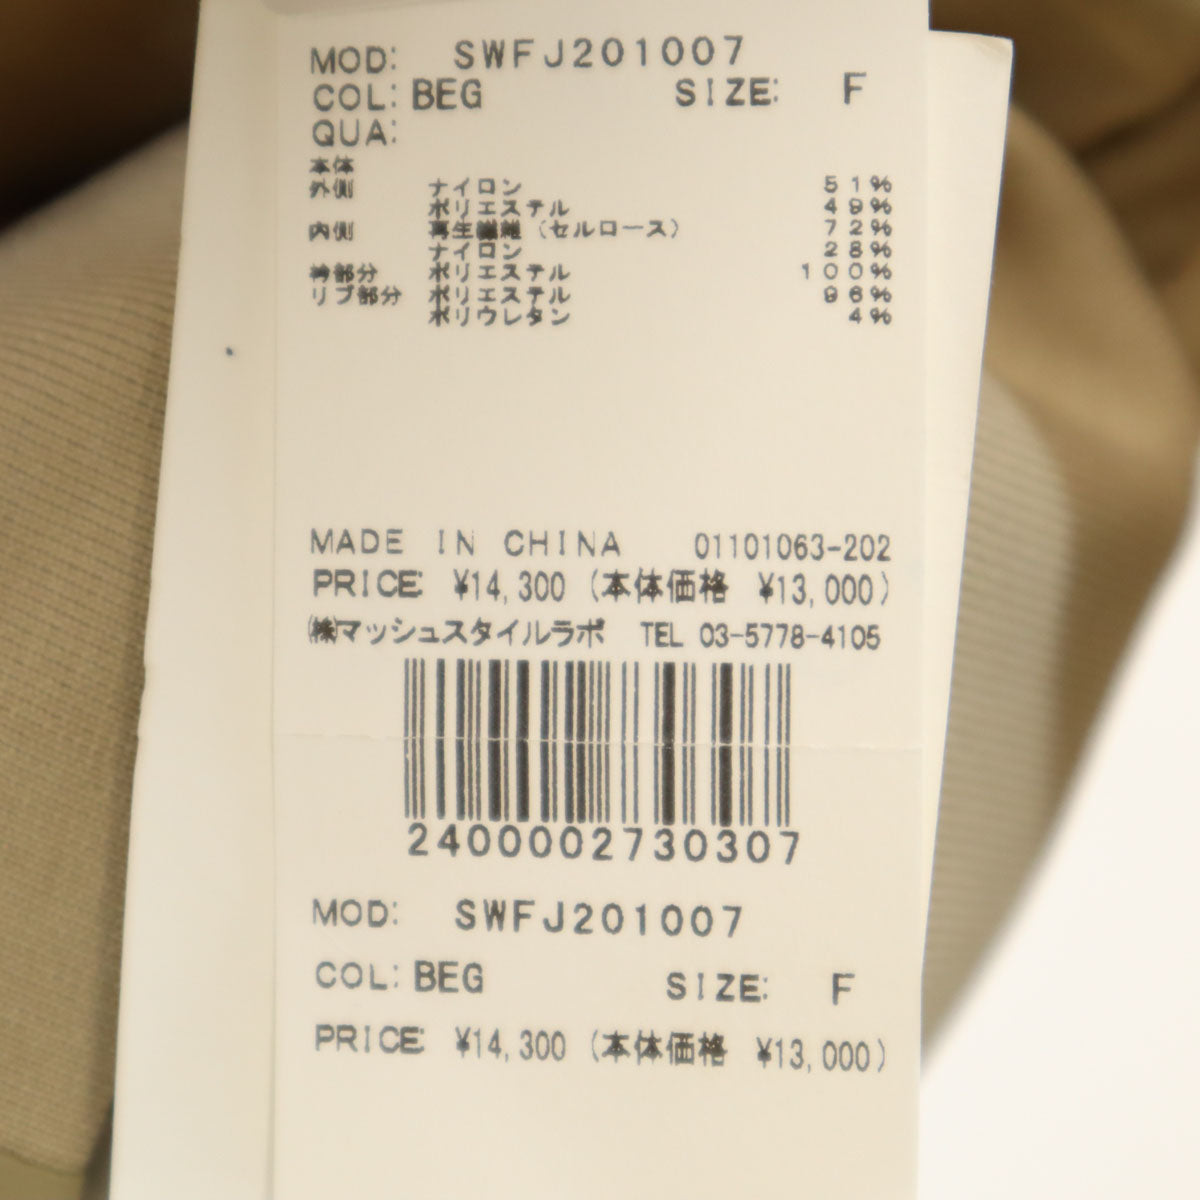 MOD: SWFJ201007
COL: BEG SIZE: F
QUA:
本体
外側 ナイロン 51%
ポリエステル 49%
内側 再生繊維(セルロース) 72%
ナイロン 28%
衿部分 ポリエステル 100%
リブ部分 ポリエステル 96%
ポリウレタン 4%
MADE IN CHINA 01101063-202
PRICE: ¥14,300 (本体価格 ¥13,000)
㈱マッシュスタイルラボ TEL 03-5778-4105
2400002730307
MOD: SWFJ201007
COL: BEG SIZE: F
PRICE: ¥14,300 (本体価格 ¥13,000)